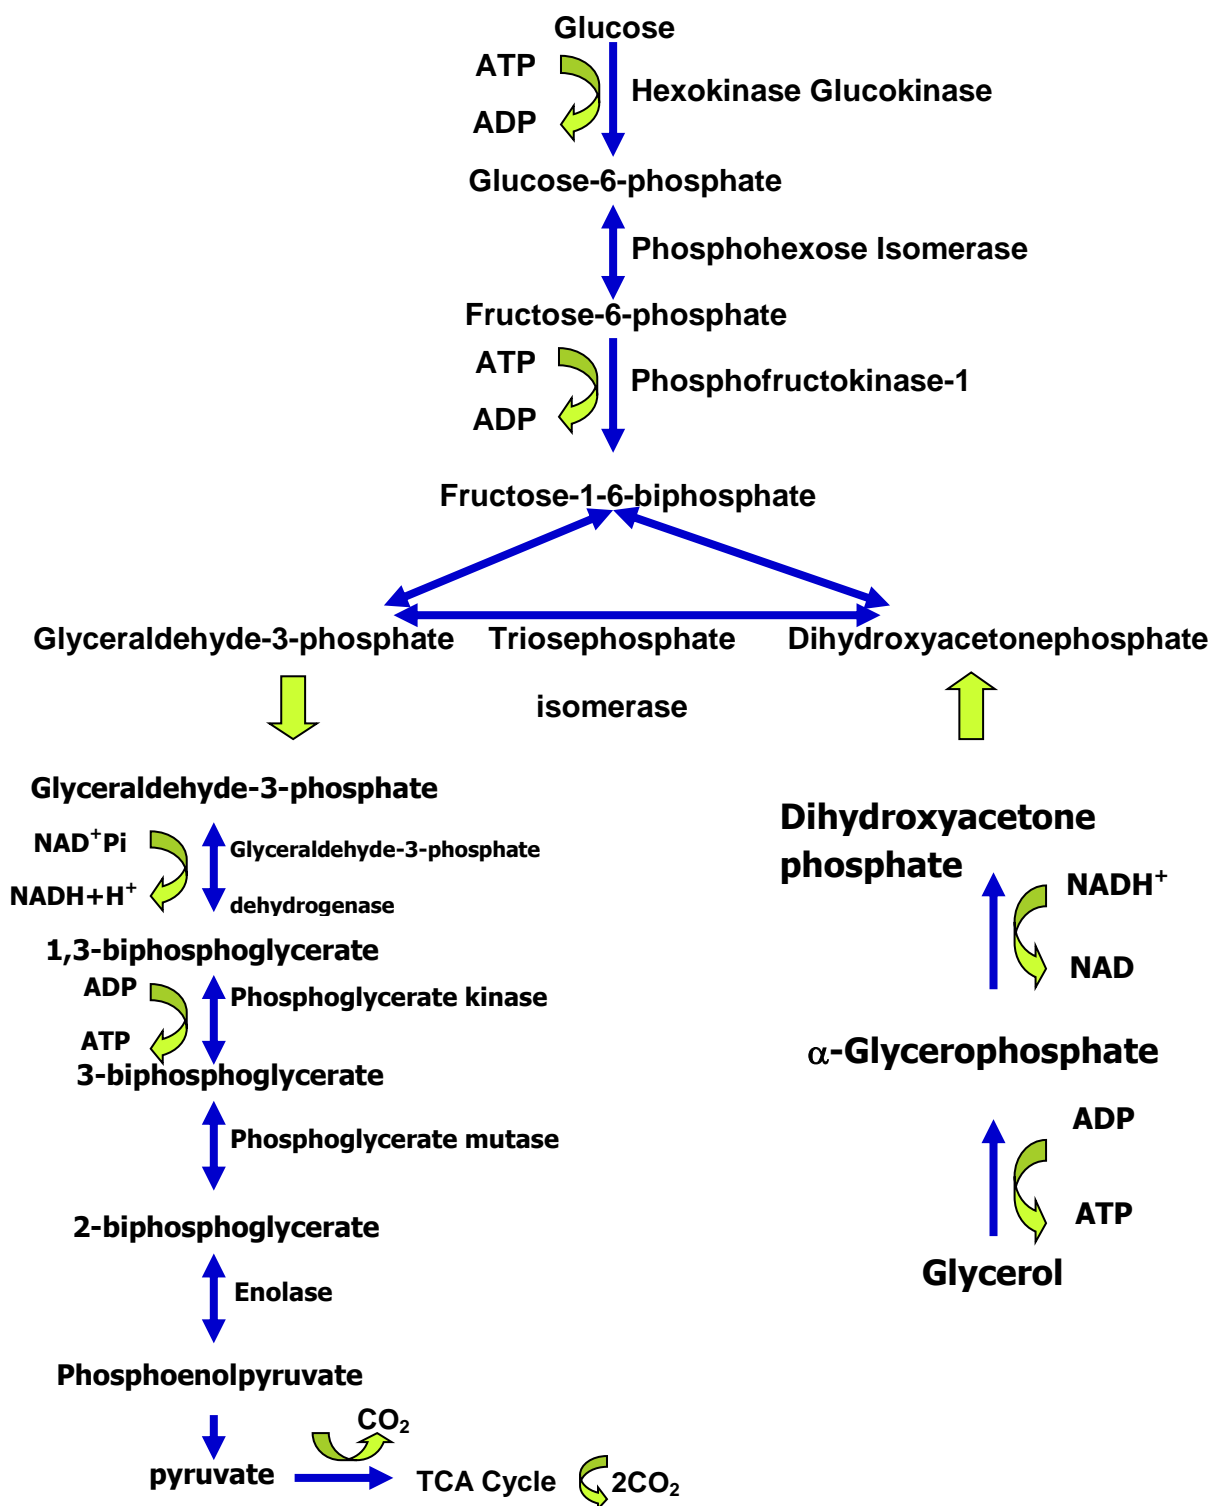 Glucose
ATP
Hexokinase Glucokinase
ADP
Glucose-6-phosphate
Phosphohexose Isomerase
Fructose-6-phosphate
ATP
Phosphofructokinase-1
ADP
Fructose-1-6-biphosphate
Glyceraldehyde-3-phosphate Triosephosphate Dihydroxyacetonephosphate
isomerase
Glyceraldehyde-3-phosphate
NAD⁺Pi
Glyceraldehyde-3-phosphate
NADH+H⁺
dehydrogenase
1,3-biphosphoglycerate
ADP
Phosphoglycerate kinase
ATP
3-biphosphoglycerate
Phosphoglycerate mutase
2-biphosphoglycerate
Enolase
Phosphoenolpyruvate
CO₂
pyruvate
TCA Cycle
2CO₂
Dihydroxyacetone
phosphate
NADH⁺
NAD
α-Glycerophosphate
ADP
ATP
Glycerol